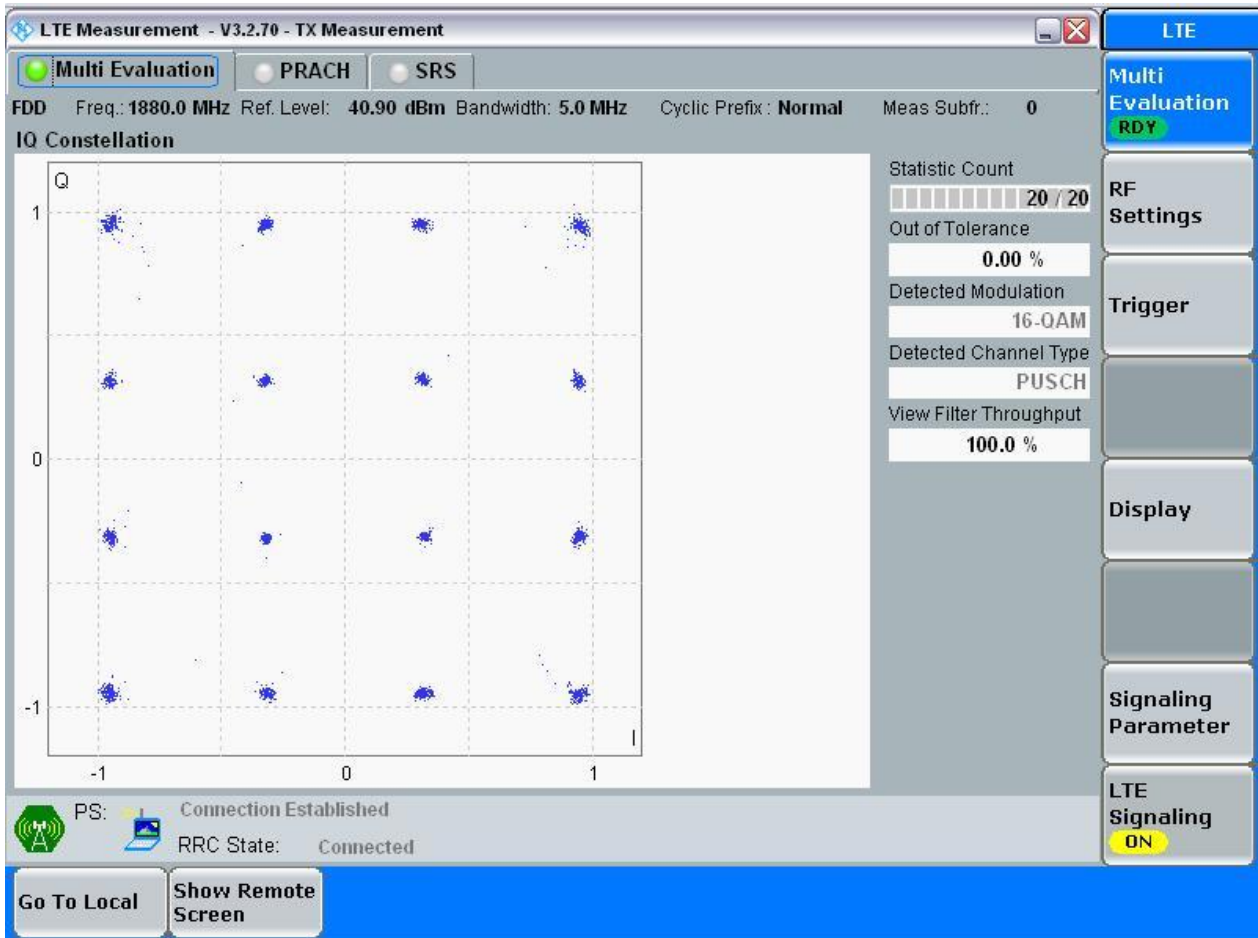 LTE Measurement - V3.2.70 - TX Measurement
LTE
Multi Evaluation PRACH SRS
FDD Freq.: 1880.0 MHz Ref. Level: 40.90 dBm Bandwidth: 5.0 MHz Cyclic Prefix : Normal Meas Subfr.: 0
IQ Constellation
Q
1
0
-1
I
-1 0 1
Statistic Count
20 / 20
Out of Tolerance
0.00 %
Detected Modulation
16-QAM
Detected Channel Type
PUSCH
View Filter Throughput
100.0 %
Multi
Evaluation
RDY
RF
Settings
Trigger
Display
Signaling
Parameter
LTE
Signaling
ON
PS: Connection Established
RRC State: Connected
Go To Local
Show Remote
Screen